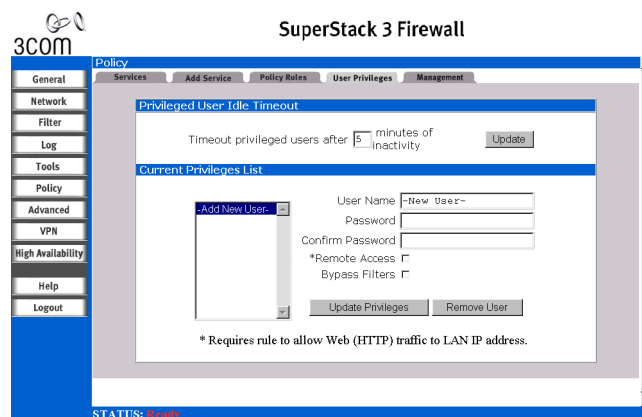 3COM
SuperStack 3 Firewall
Policy
Services Add Service Policy Rules User Privileges Management
General
Network
Filter
Log
Tools
Policy
Advanced
VPN
High Availability
Help
Logout
Privileged User Idle Timeout
Timeout privileged users after 5 minutes of inactivity Update
Current Privileges List
-Add New User-
User Name -New User-
Password
Confirm Password
*Remote Access
Bypass Filters
Update Privileges Remove User
* Requires rule to allow Web (HTTP) traffic to LAN IP address.
STATUS: Ready